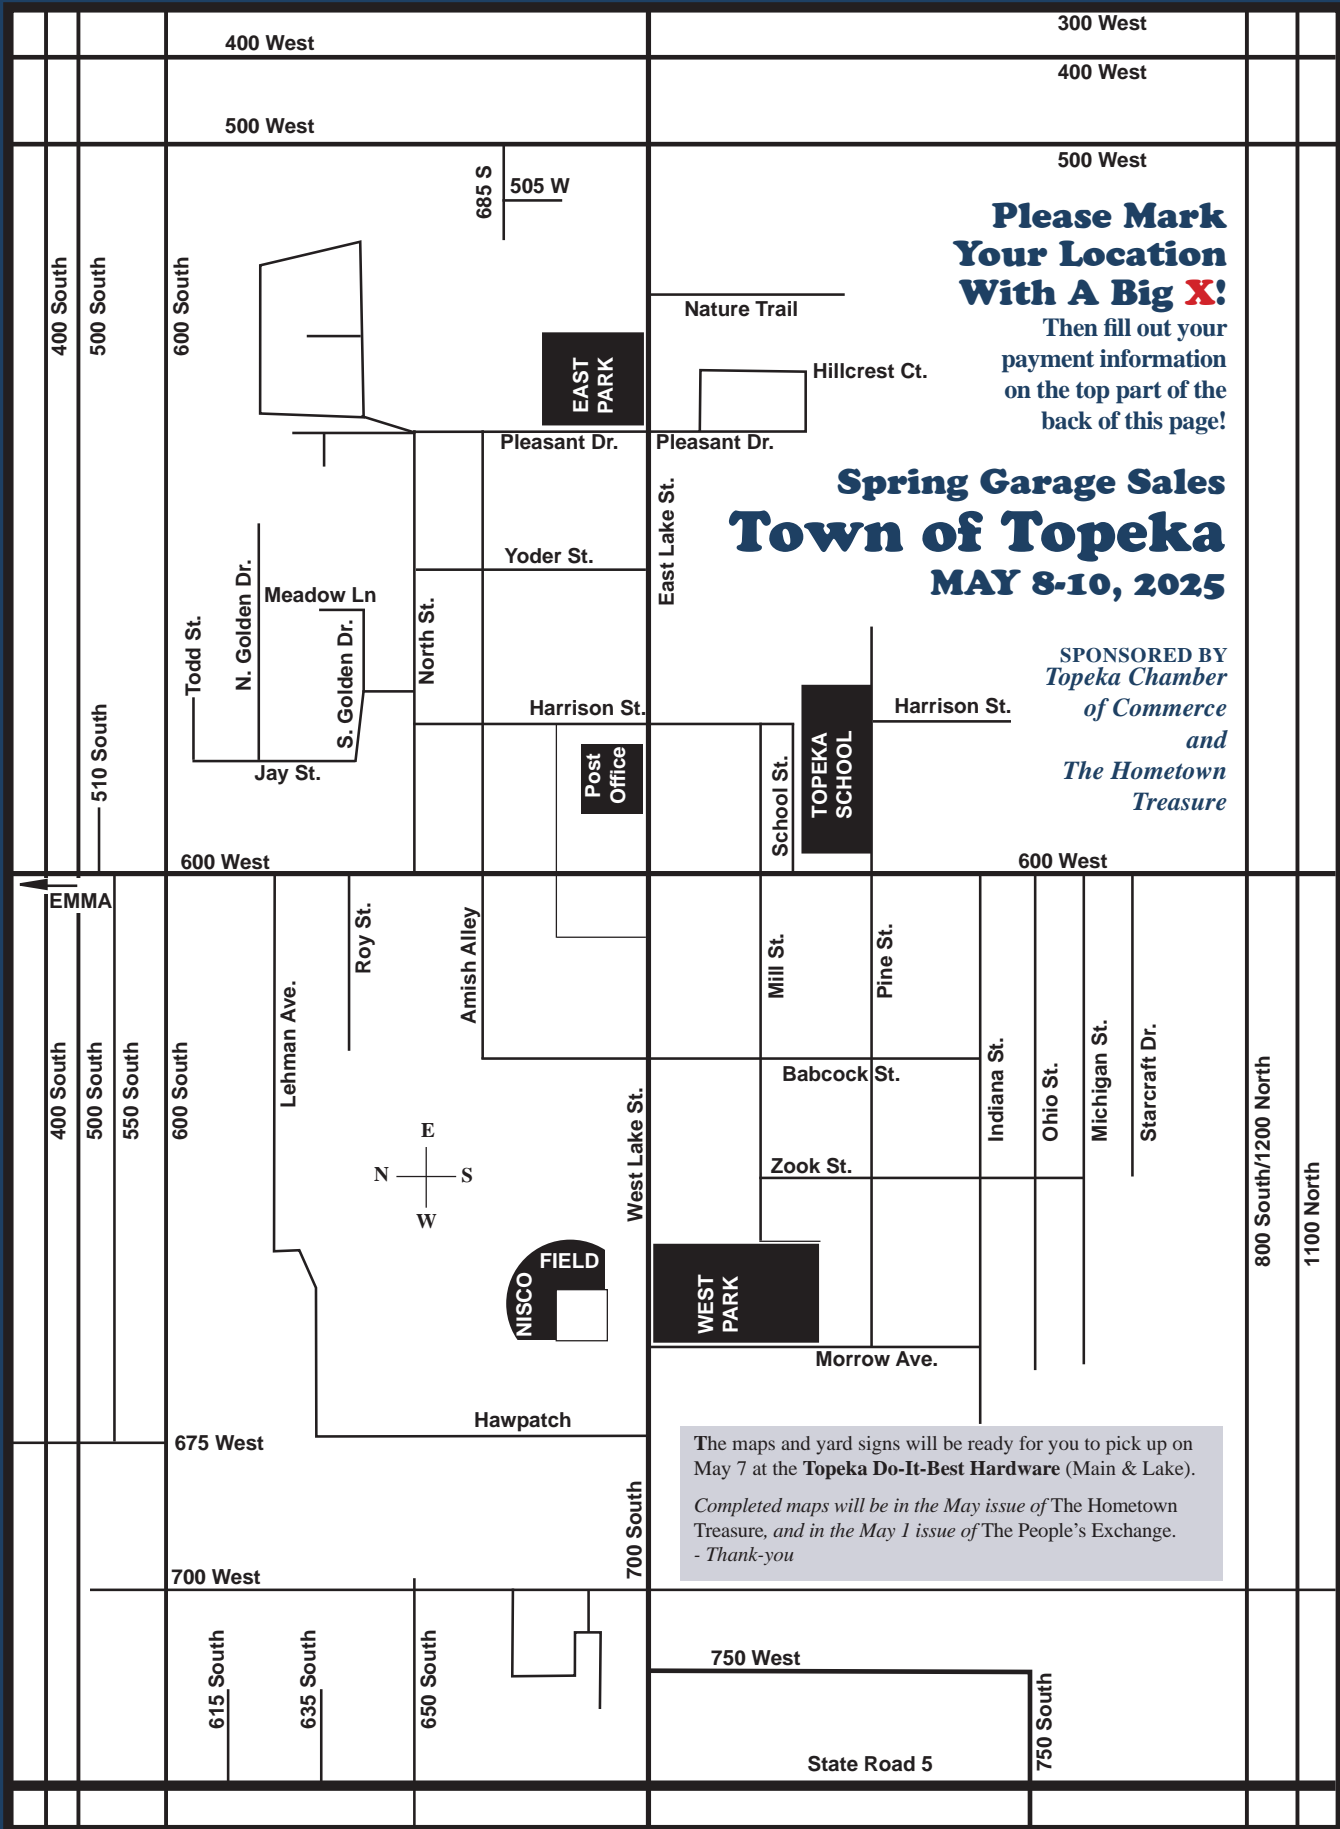 400 West
300 West
400 West
500 West
500 West
685 S
505 W
400 South
500 South
600 South
Please Mark
Your Location
With A Big X!
Then fill out your
payment information
on the top part of the
back of this page!
Nature Trail
EAST
PARK
Hillcrest Ct.
Pleasant Dr.
Pleasant Dr.
Spring Garage Sales
Town of Topeka
MAY 8-10, 2025
East Lake St.
Yoder St.
Meadow Ln
Todd St.
N. Golden Dr.
S. Golden Dr.
North St.
SPONSORED BY
Topeka Chamber
of Commerce
and
The Hometown
Treasure
Harrison St.
Harrison St.
Post
Office
School St.
TOPEKA
SCHOOL
510 South
Jay St.
600 West
600 West
EMMA
Roy St.
Lehman Ave.
Amish Alley
Mill St.
Pine St.
400 South
500 South
550 South
600 South
Babcock St.
Indiana St.
Ohio St.
Michigan St.
Starcraft Dr.
800 South/1200 North
1100 North
West Lake St.
E
N
S
W
Zook St.
NISCO
FIELD
WEST
PARK
Morrow Ave.
Hawpatch
675 West
The maps and yard signs will be ready for you to pick up on
May 7 at the Topeka Do-It-Best Hardware (Main & Lake).
Completed maps will be in the May issue of The Hometown
Treasure, and in the May 1 issue of The People’s Exchange.
- Thank-you
700 South
700 West
615 South
635 South
650 South
750 West
750 South
State Road 5